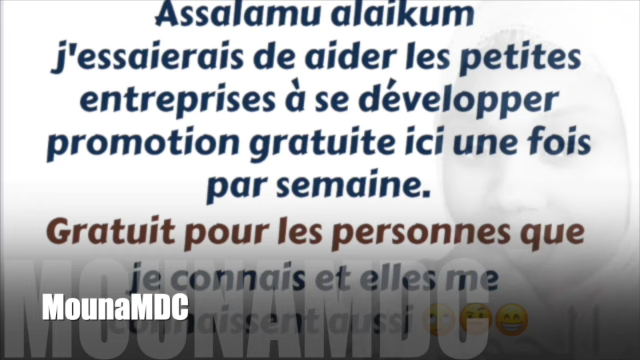 Assalamu alaikum
j'essaierais de aider les petites
entreprises à se développer
promotion gratuite ici une fois
par semaine.
Gratuit pour les personnes que
je connais et elles me
connaissent aussi 😁🤨😁
MOUNAMDC
MounaMDC